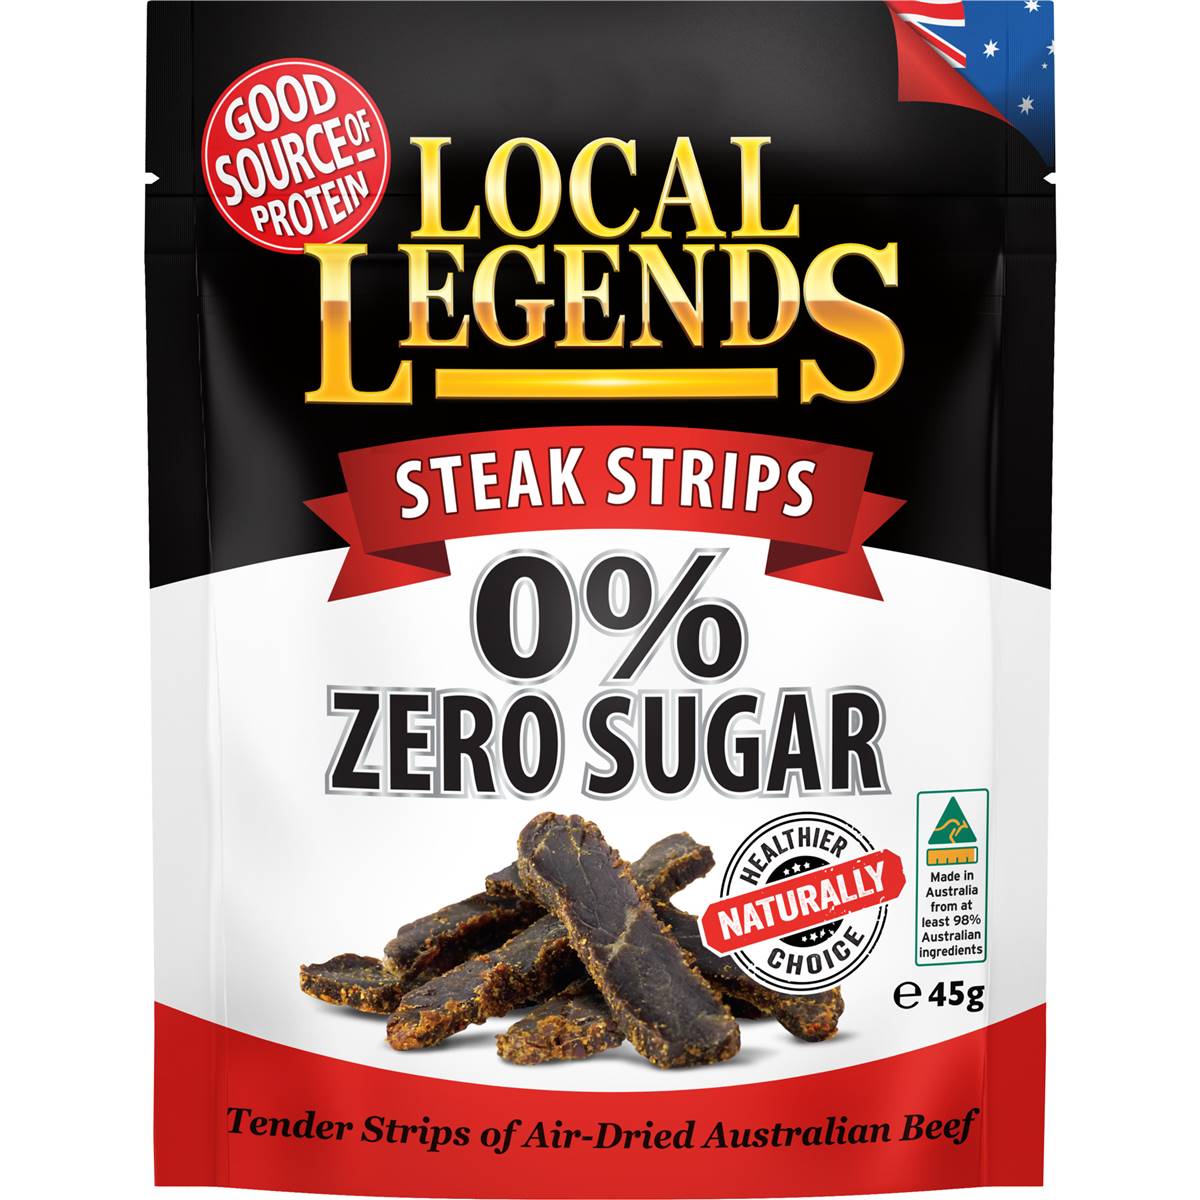 GOOD
SOURCE OF
PROTEIN
LOCAL
LEGENDS
STEAK STRIPS
0%
ZERO SUGAR
HEALTHIER
NATURALLY
CHOICE
Made in
Australia
from at
least 98%
Australian
ingredients
℮ 45g
Tender Strips of Air-Dried Australian Beef